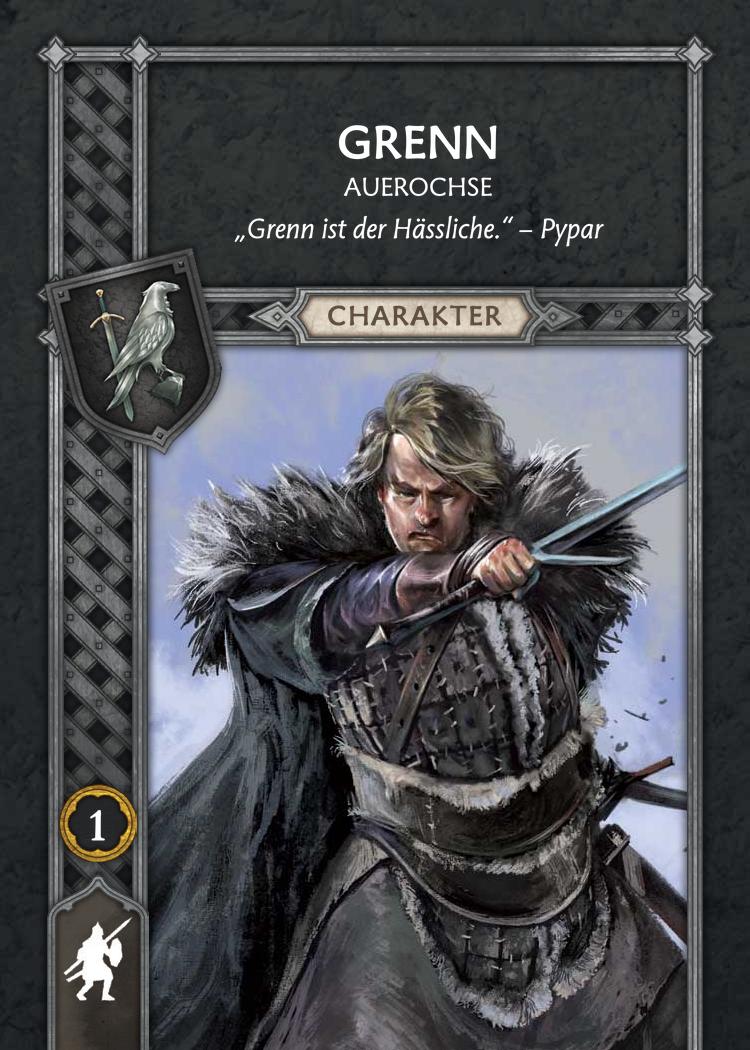 GRENN
AUEROCHSE
„Grenn ist der Hässliche.“ – Pypar
CHARAKTER
1